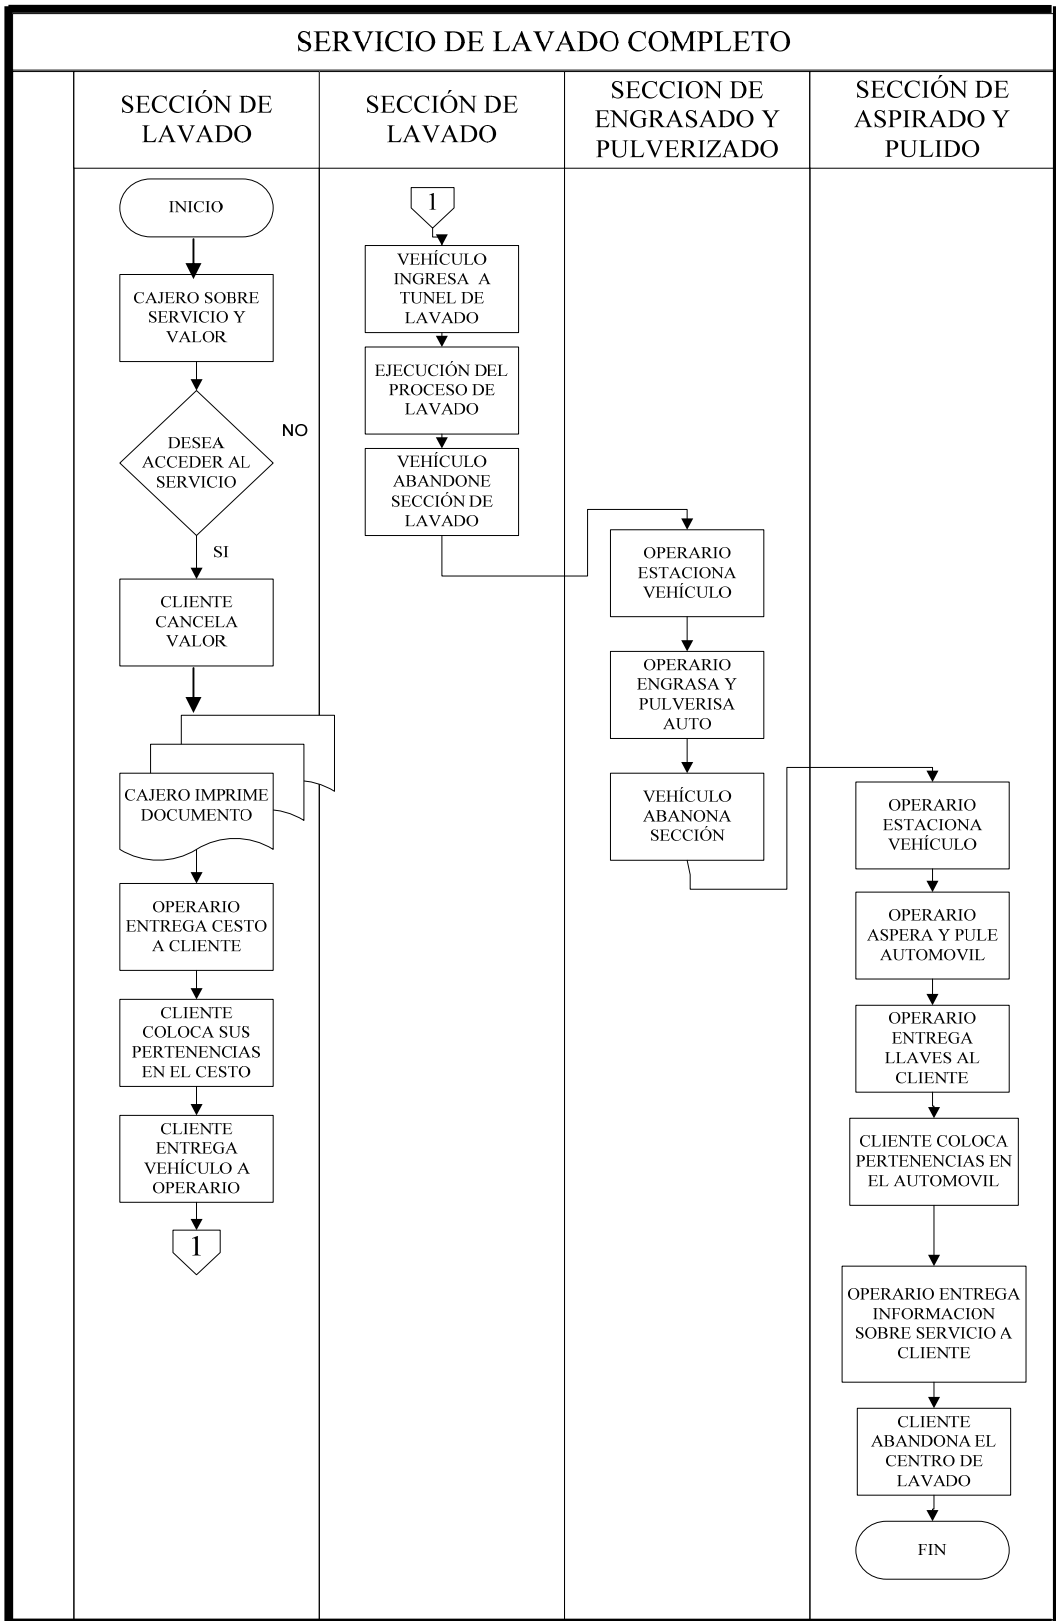 SERVICIO DE LAVADO COMPLETO
SECCIÓN DE
LAVADO
SECCIÓN DE
LAVADO
SECCION DE
ENGRASADO Y
PULVERIZADO
SECCIÓN DE
ASPIRADO Y
PULIDO
INICIO
CAJERO SOBRE
SERVICIO Y
VALOR
DESEA
ACCEDER AL
SERVICIO
NO
SI
CLIENTE
CANCELA
VALOR
CAJERO IMPRIME
DOCUMENTO
OPERARIO
ENTREGA CESTO
A CLIENTE
CLIENTE
COLOCA SUS
PERTENENCIAS
EN EL CESTO
CLIENTE
ENTREGA
VEHÍCULO A
OPERARIO
1
1
VEHÍCULO
INGRESA A
TUNEL DE
LAVADO
EJECUCIÓN DEL
PROCESO DE
LAVADO
VEHÍCULO
ABANDONE
SECCIÓN DE
LAVADO
OPERARIO
ESTACIONA
VEHÍCULO
OPERARIO
ENGRASA Y
PULVERISA
AUTO
VEHÍCULO
ABANONA
SECCIÓN
OPERARIO
ESTACIONA
VEHÍCULO
OPERARIO
ASPERA Y PULE
AUTOMOVIL
OPERARIO
ENTREGA
LLAVES AL
CLIENTE
CLIENTE COLOCA
PERTENENCIAS EN
EL AUTOMOVIL
OPERARIO ENTREGA
INFORMACION
SOBRE SERVICIO A
CLIENTE
CLIENTE
ABANDONA EL
CENTRO DE
LAVADO
FIN